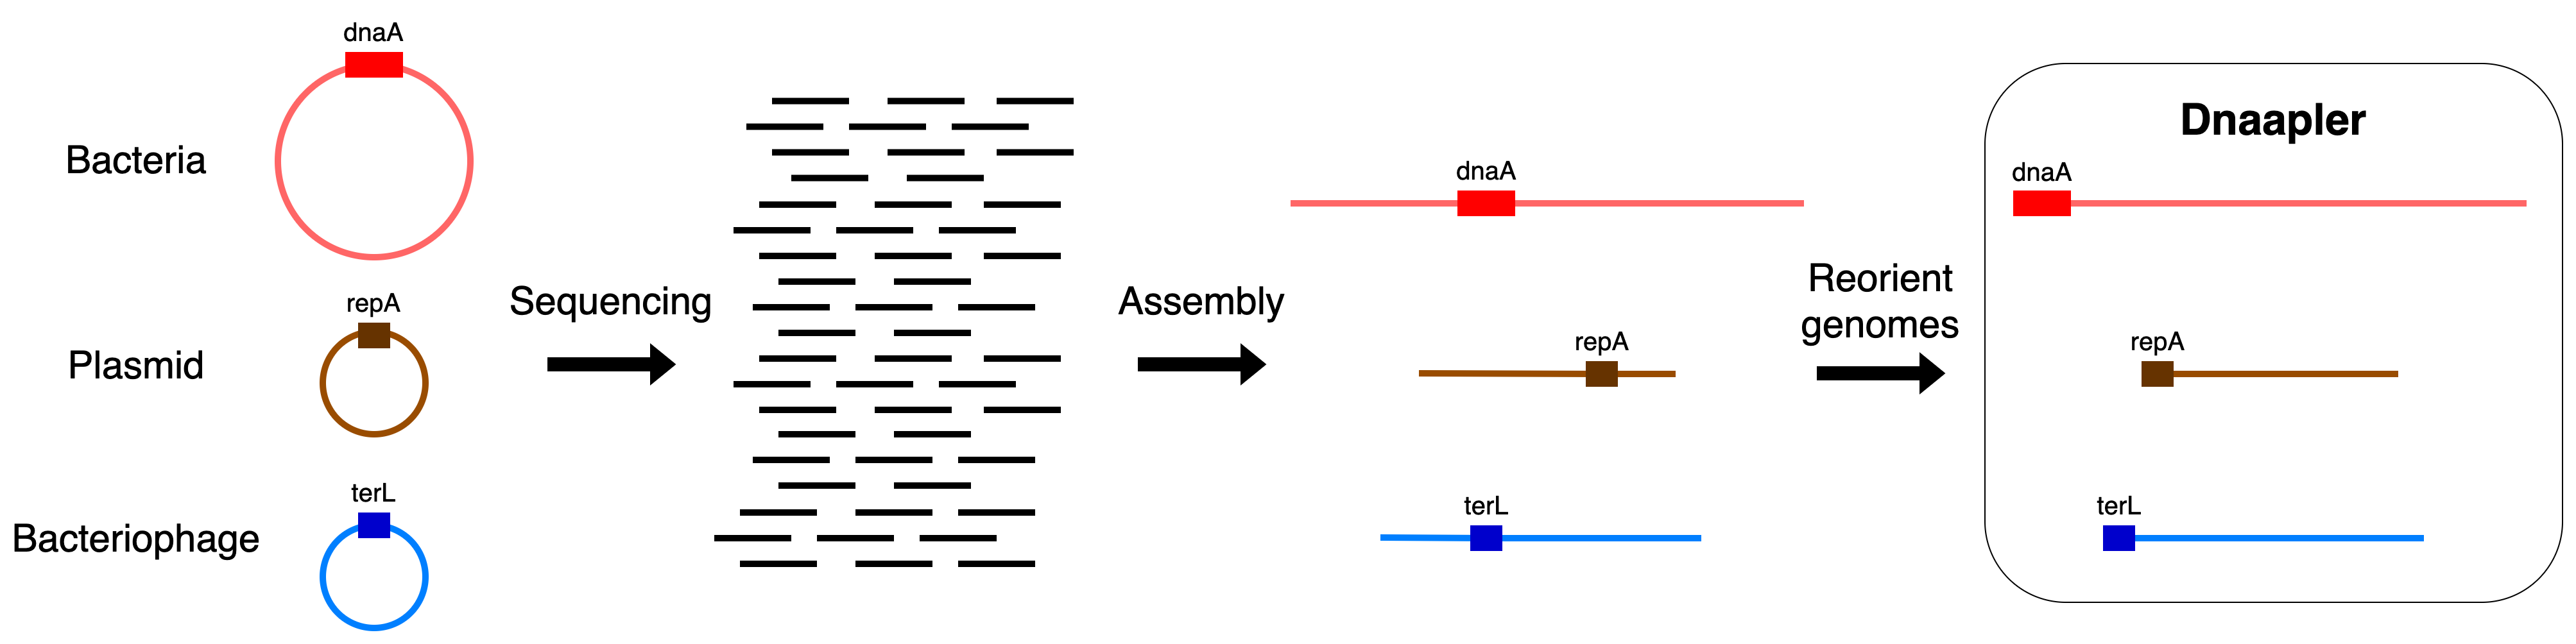 dnaA
Bacteria
repA
Plasmid
terL
Bacteriophage
Sequencing
Assembly
dnaA
repA
terL
Reorient
genomes
Dnaapler
dnaA
repA
terL